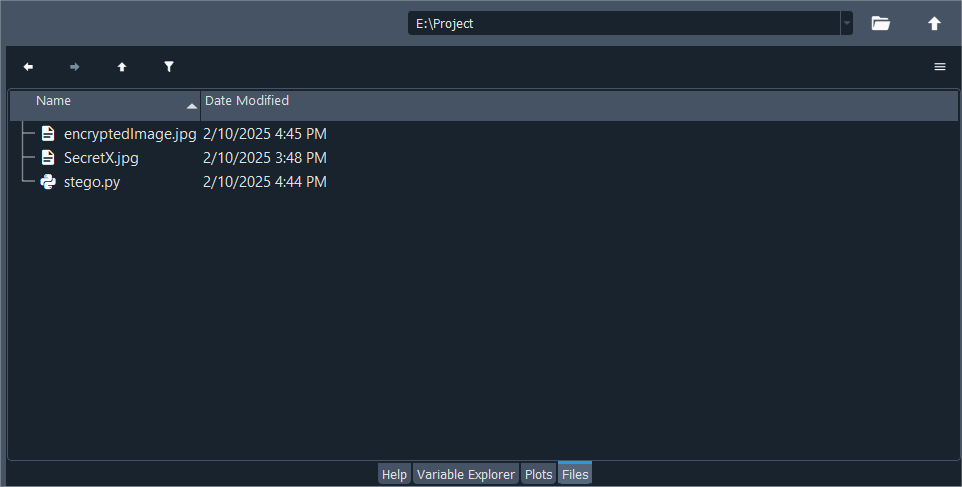 E:\Project
Name Date Modified
encryptedImage.jpg 2/10/2025 4:45 PM
SecretX.jpg 2/10/2025 3:48 PM
stego.py 2/10/2025 4:44 PM
Help Variable Explorer Plots Files